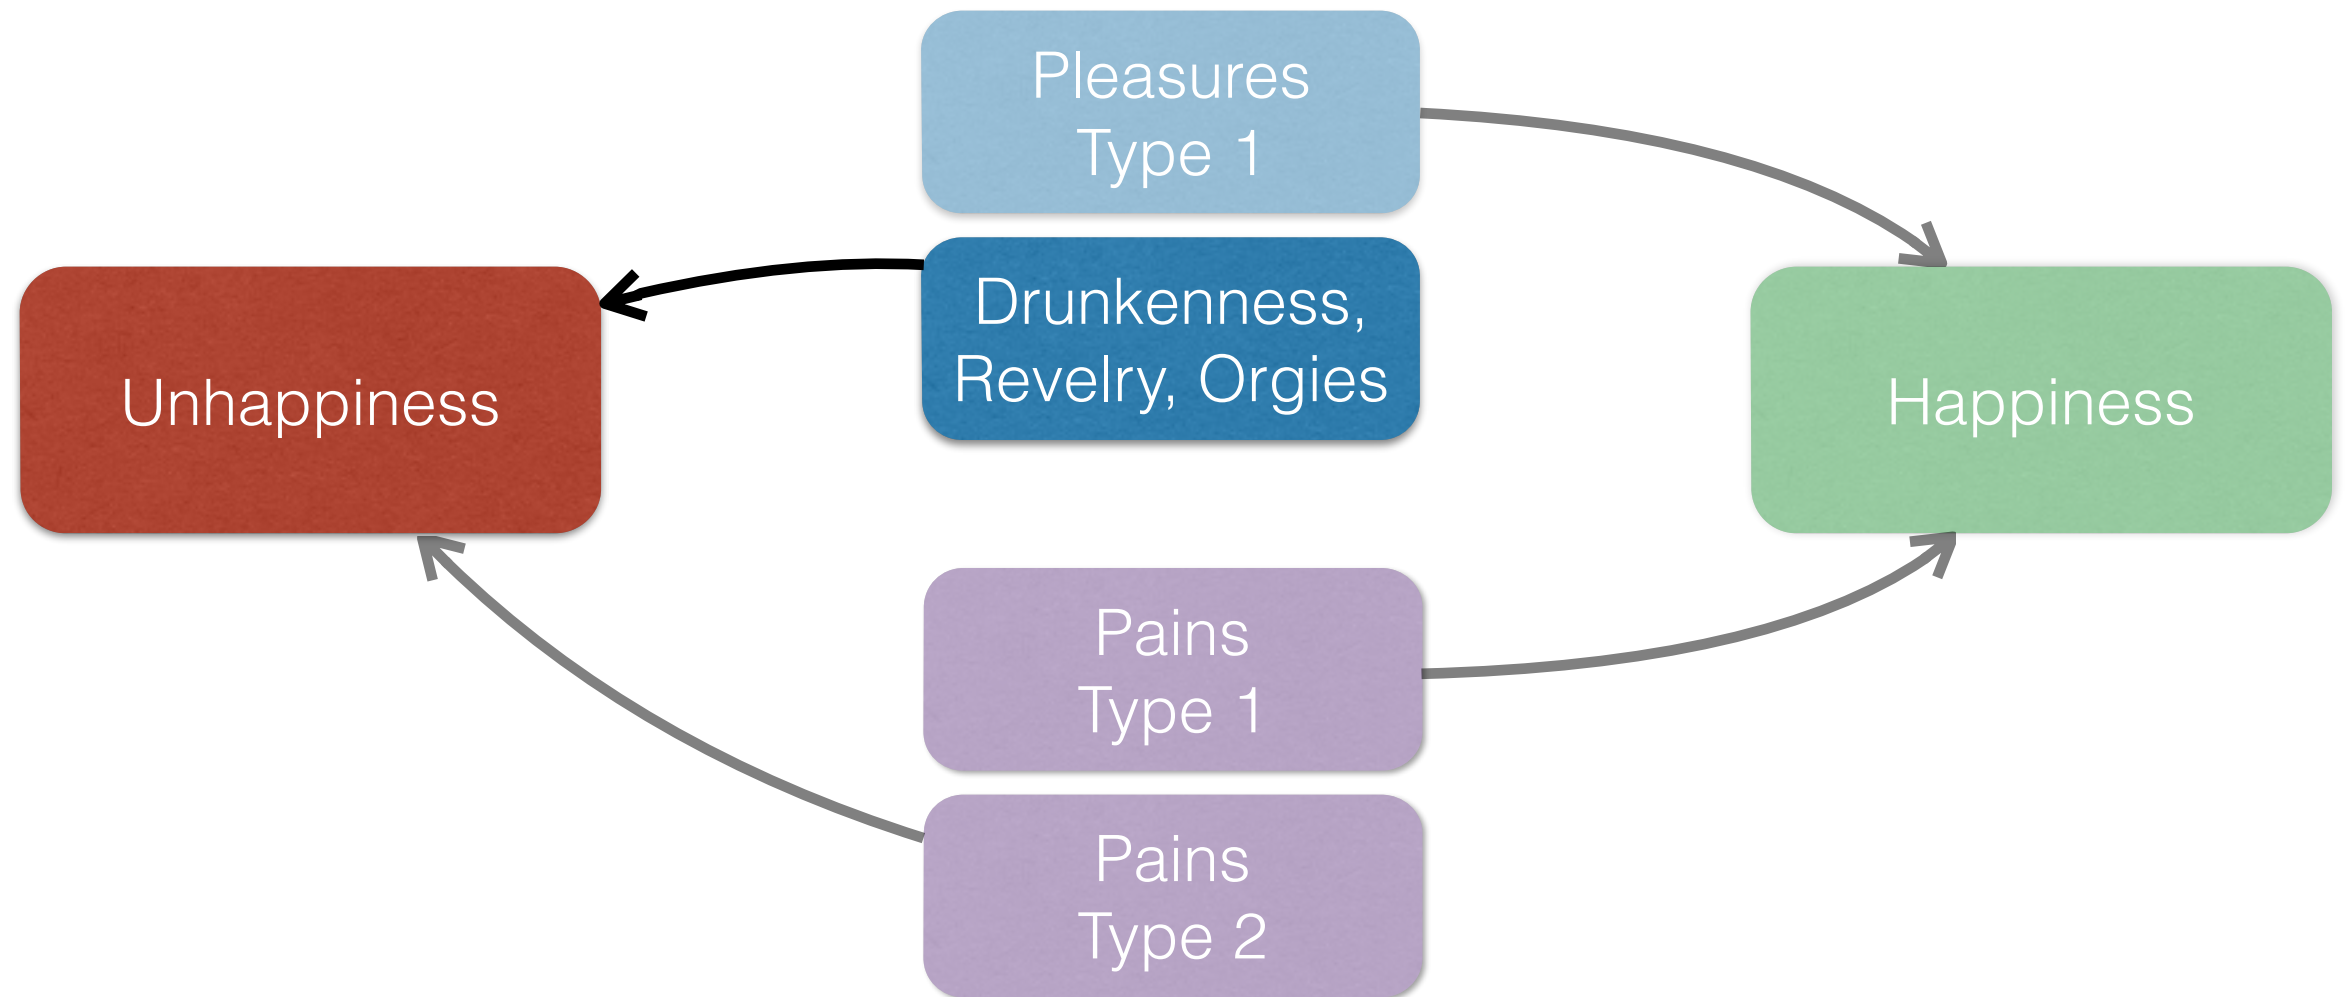 Pleasures
Type 1
Drunkenness,
Revelry, Orgies
Unhappiness
Happiness
Pains
Type 1
Pains
Type 2